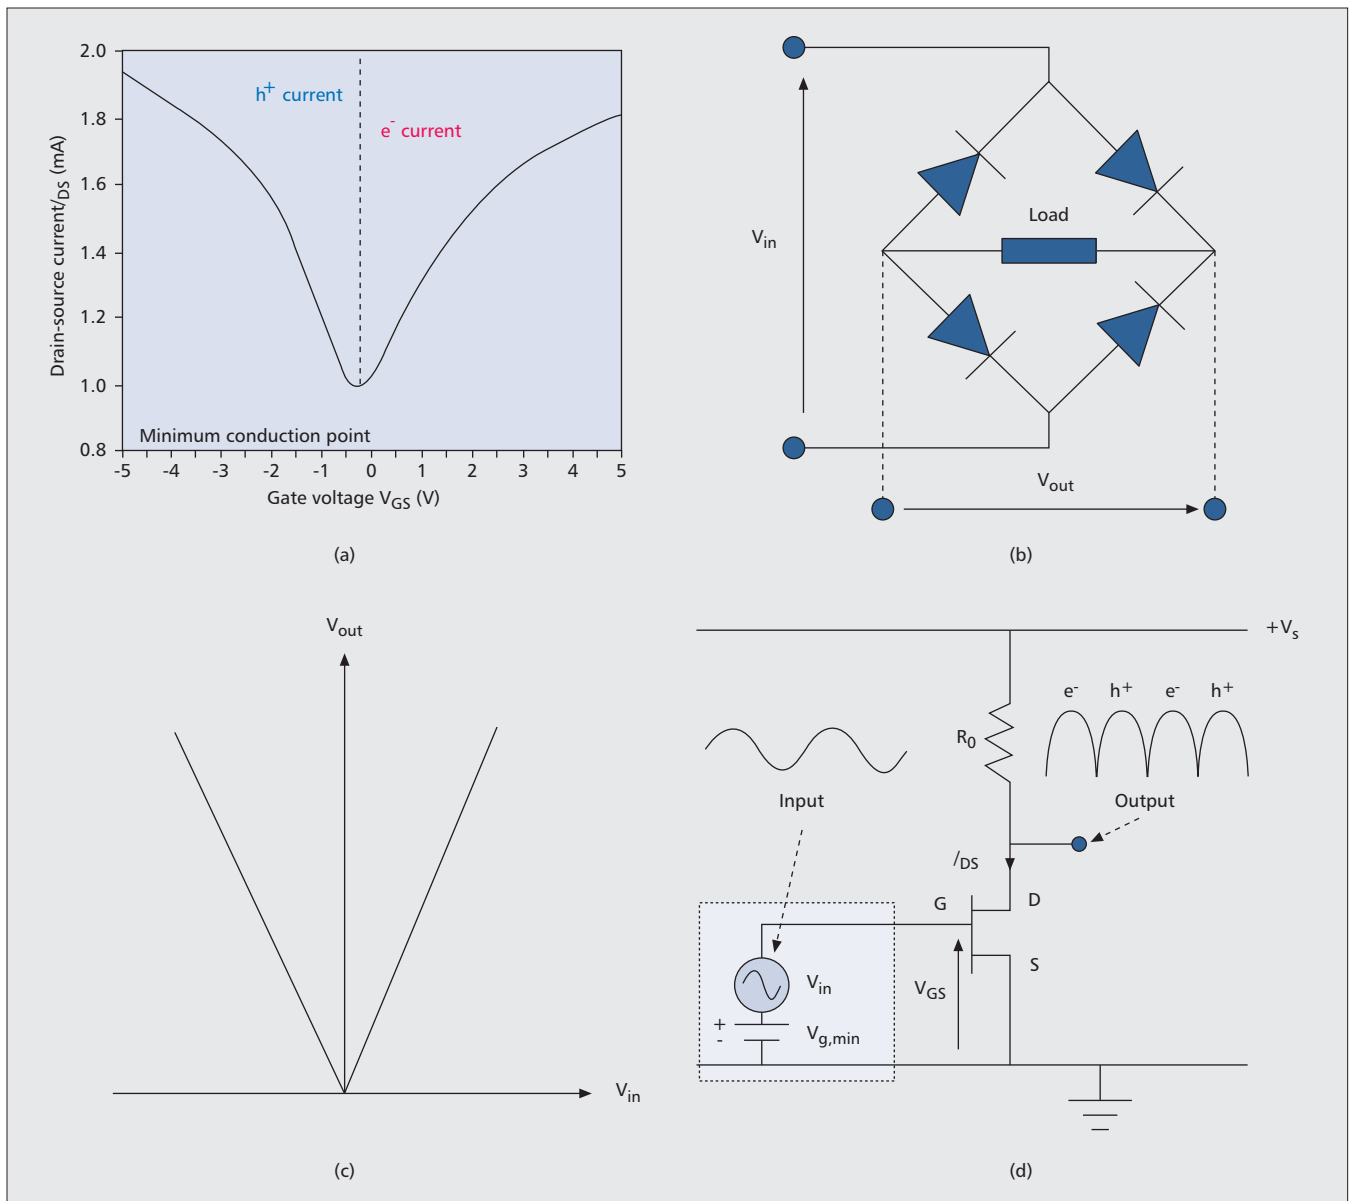 2.0
1.8
1.6
1.4
1.2
1.0
0.8
Drain-source current/DS (mA)
h+ current
e- current
Minimum conduction point
-5 -4 -3 -2 -1 0 1 2 3 4 5
Gate voltage VGS (V)
(a)
Vin
Load
Vout
(b)
Vout
Vin
(c)
+Vs
e- h+ e- h+
R0
Input
Output
/DS
G
D
S
VGS
Vin
+
-
Vg,min
(d)